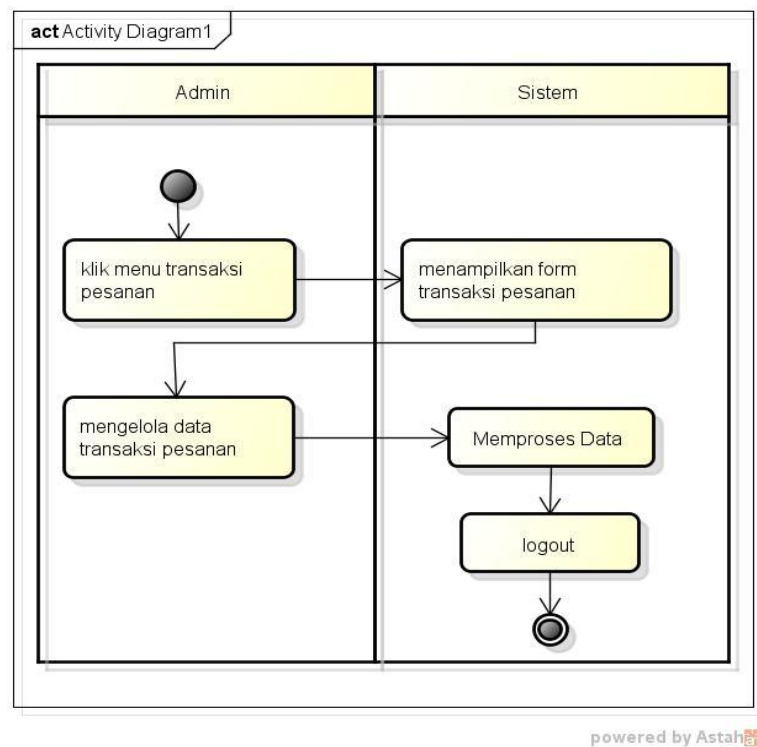 act Activity Diagram1
Admin
Sistem
klik menu transaksi
pesanan
menampilkan form
transaksi pesanan
mengelola data
transaksi pesanan
Memproses Data
logout
powered by Astah